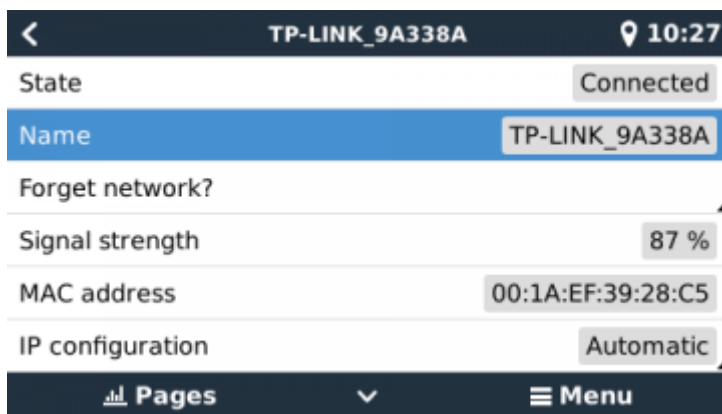 TP-LINK_9A338A 10:27
State Connected
Name TP-LINK_9A338A
Forget network?
Signal strength 87 %
MAC address 00:1A:EF:39:28:C5
IP configuration Automatic
Pages Menu